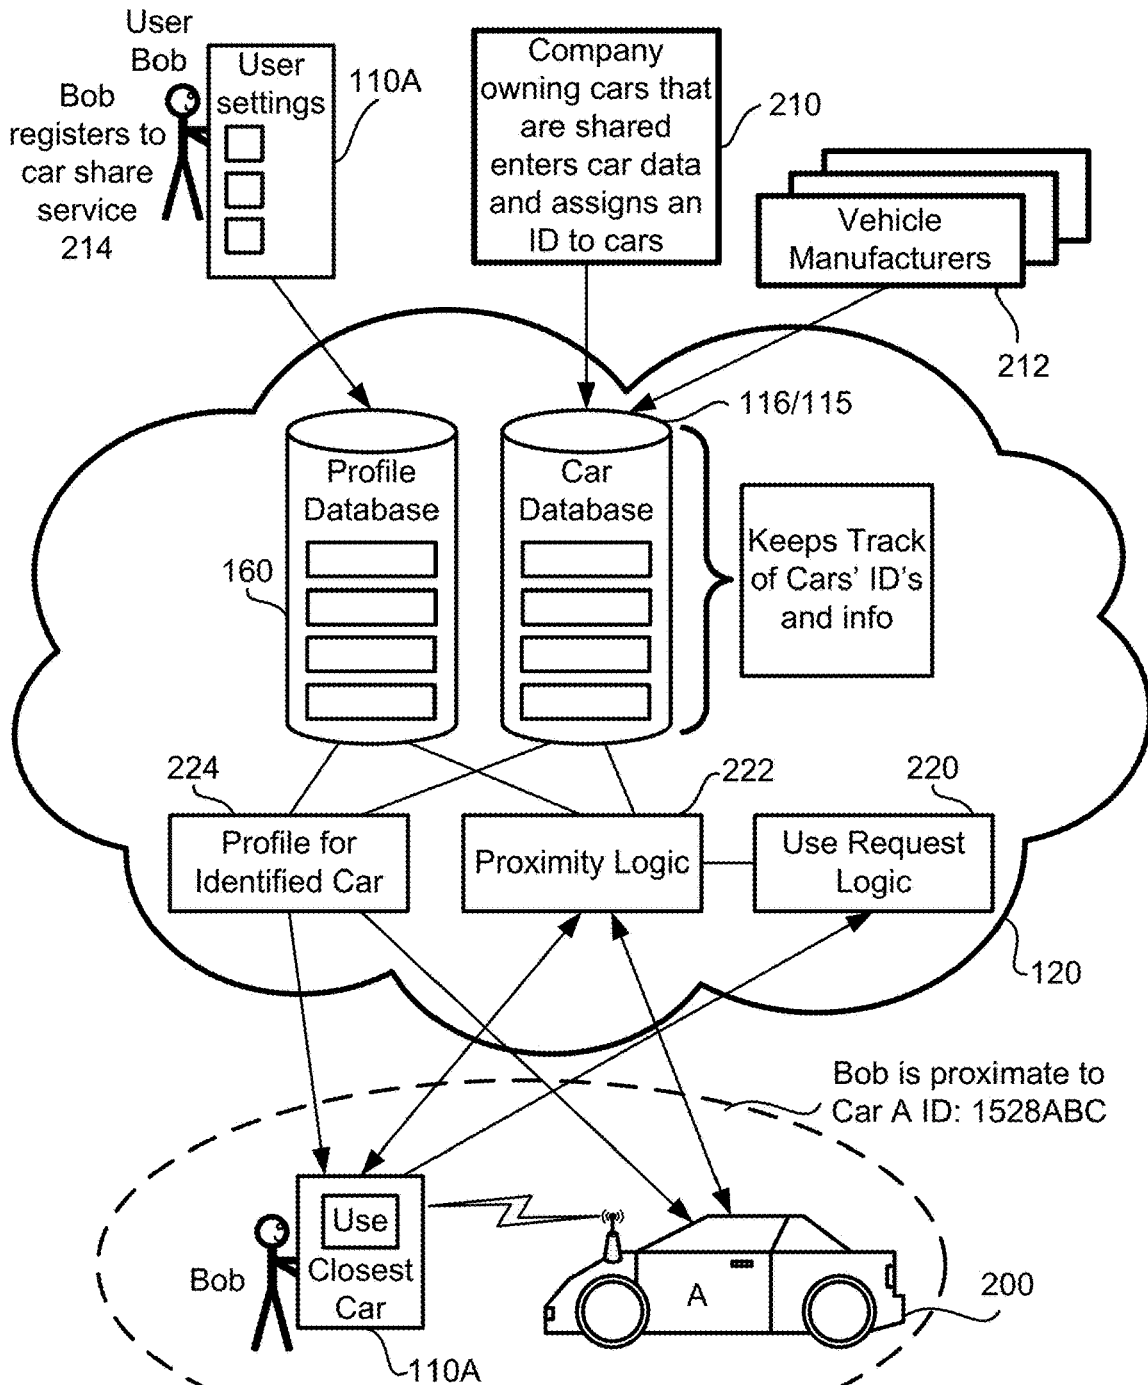 User
Bob
Bob
registers to
car share
service
214
User
settings
110A
Company
owning cars that
are shared
enters car data
and assigns an
ID to cars
210
Vehicle
Manufacturers
212
116/115
Profile
Database
Car
Database
160
Keeps Track
of Cars' ID's
and info
224
222
220
Profile for
Identified Car
Proximity Logic
Use Request
Logic
120
Bob is proximate to
Car A ID: 1528ABC
Use
Closest
Car
Bob
A
200
110A